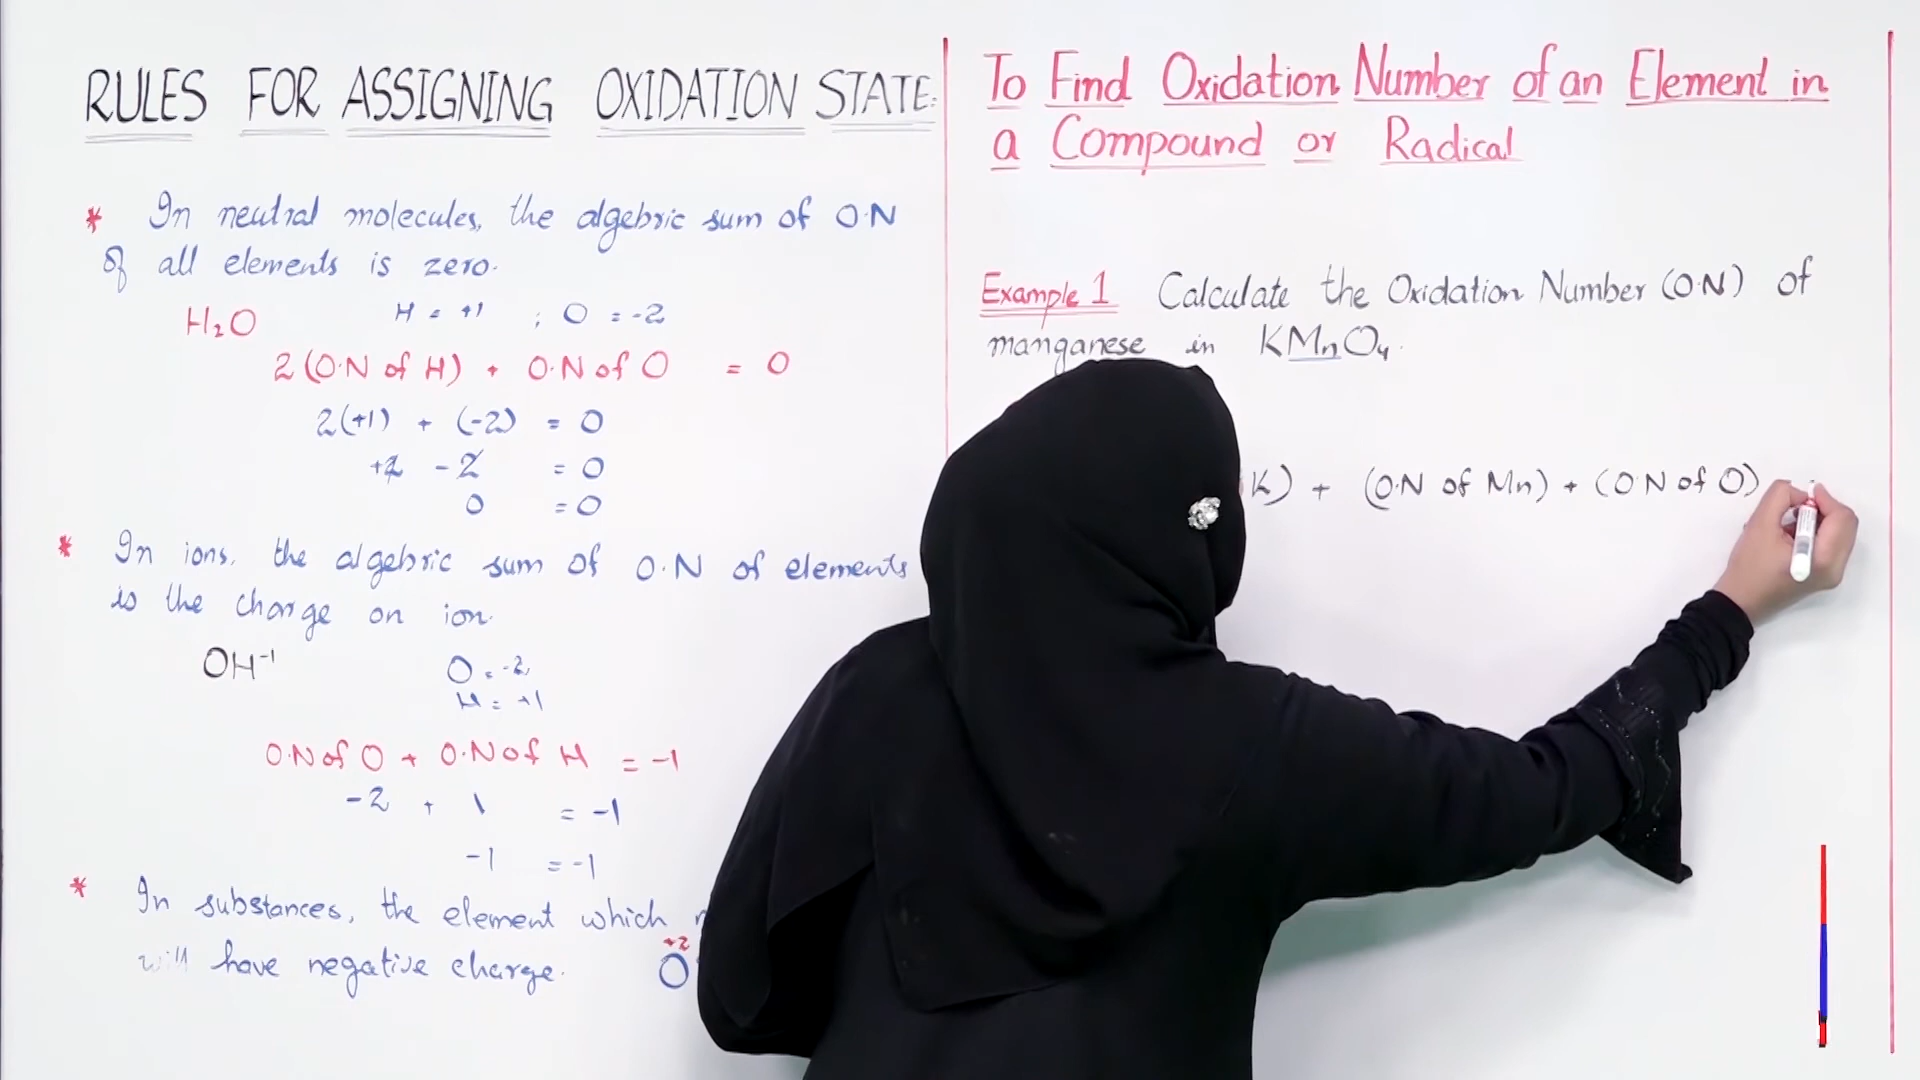 RULES FOR ASSIGNING OXIDATION STATE:
* In neutral molecules, the algebric sum of O.N
of all elements is zero.
H₂O H = +1 ; O = -2
2(O.N of H) + O.N of O = 0
2(+1) + (-2) = 0
+2 - 2 = 0
0 = 0
* In ions, the algebric sum of O.N of elements
is the charge on ion.
OH⁻¹ O = -2
H = +1
O.N of O + O.N of H = -1
-2 + 1 = -1
-1 = -1
* In substances, the element which
will have negative charge. O
+2
To Find Oxidation Number of an Element in
a Compound or Radical
Example 1 Calculate the Oxidation Number (O.N) of
manganese in KMnO₄.
K) + (O.N of Mn) + (O.N of O)